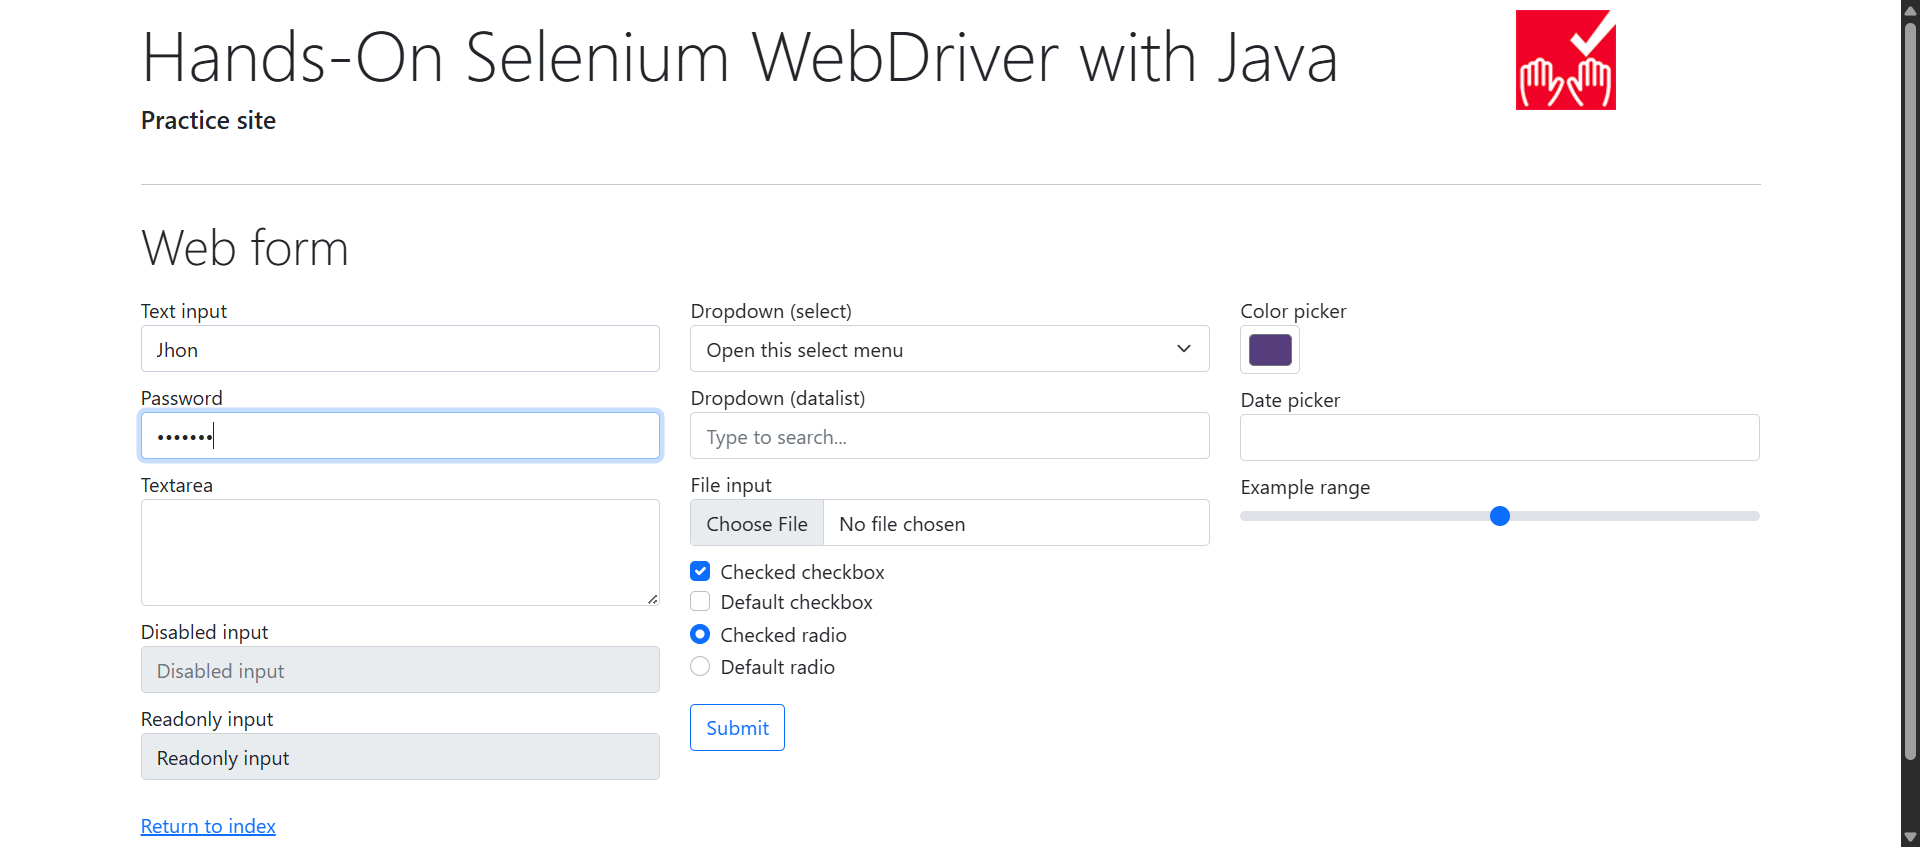 Hands-On Selenium WebDriver with Java
Practice site
Web form
Text input
Jhon
Password
•••••••
Textarea
Disabled input
Disabled input
Readonly input
Readonly input
Return to index
Dropdown (select)
Open this select menu
Dropdown (datalist)
Type to search...
File input
Choose File No file chosen
Checked checkbox
Default checkbox
Checked radio
Default radio
Submit
Color picker
Date picker
Example range